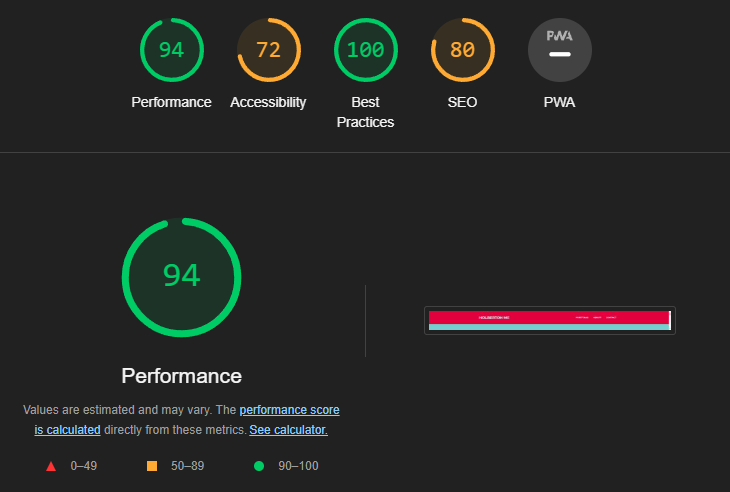 94
72
100
80
PWA
Performance
Accessibility
Best
Practices
SEO
PWA
94
Performance
Values are estimated and may vary. The performance score
is calculated directly from these metrics. See calculator.
0–49
50–89
90–100